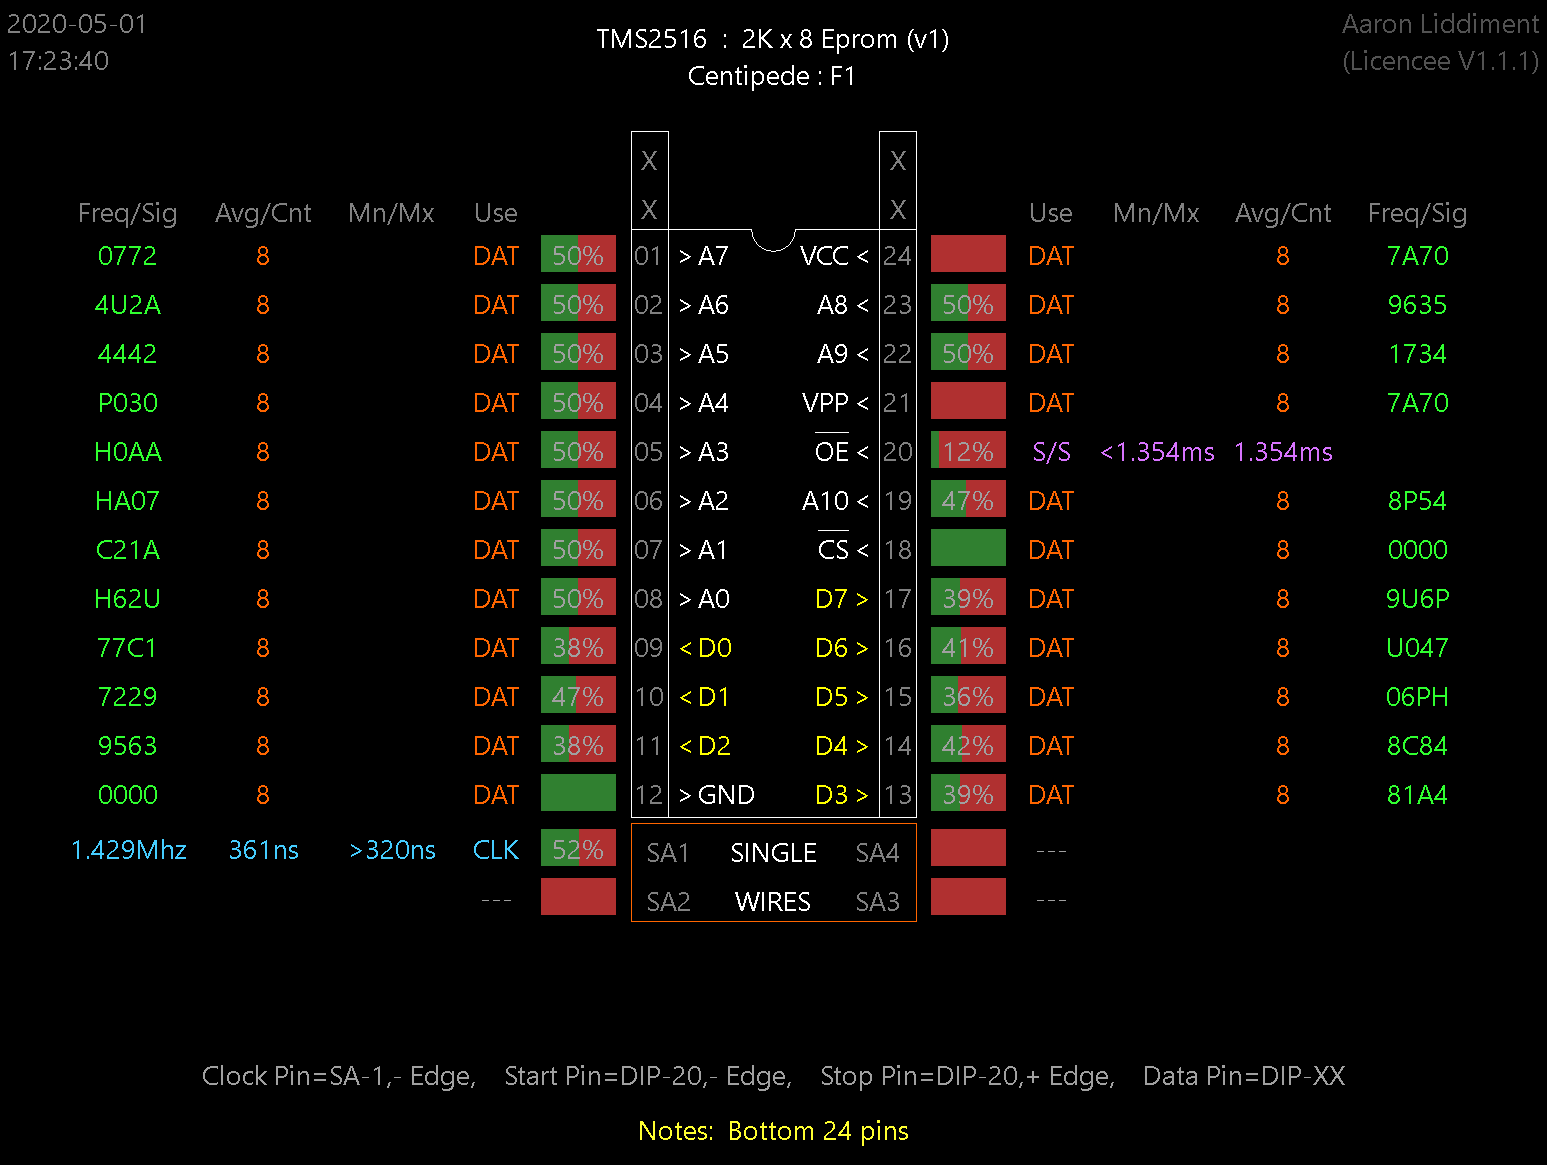 2020-05-01
17:23:40
TMS2516 : 2K x 8 Eprom (v1)
Centipede : F1
Aaron Liddiment
(Licencee V1.1.1)
X X
X X
Freq/Sig Avg/Cnt Mn/Mx Use Use Mn/Mx Avg/Cnt Freq/Sig
0772 8 DAT 50% 01 > A7 VCC < 24 DAT 8 7A70
4U2A 8 DAT 50% 02 > A6 A8 < 23 50% DAT 8 9635
4442 8 DAT 50% 03 > A5 A9 < 22 50% DAT 8 1734
P030 8 DAT 50% 04 > A4 VPP < 21 DAT 8 7A70
H0AA 8 DAT 50% 05 > A3 OE < 20 12% S/S <1.354ms 1.354ms
HA07 8 DAT 50% 06 > A2 A10 < 19 47% DAT 8 8P54
C21A 8 DAT 50% 07 > A1 CS < 18 DAT 8 0000
H62U 8 DAT 50% 08 > A0 D7 > 17 39% DAT 8 9U6P
77C1 8 DAT 38% 09 < D0 D6 > 16 41% DAT 8 U047
7229 8 DAT 47% 10 < D1 D5 > 15 36% DAT 8 06PH
9563 8 DAT 38% 11 < D2 D4 > 14 42% DAT 8 8C84
0000 8 DAT 12 > GND D3 > 13 39% DAT 8 81A4
1.429Mhz 361ns >320ns CLK 52% SA1 SINGLE SA4 ---
--- SA2 WIRES SA3 ---
Clock Pin=SA-1,- Edge, Start Pin=DIP-20,- Edge, Stop Pin=DIP-20,+ Edge, Data Pin=DIP-XX
Notes: Bottom 24 pins